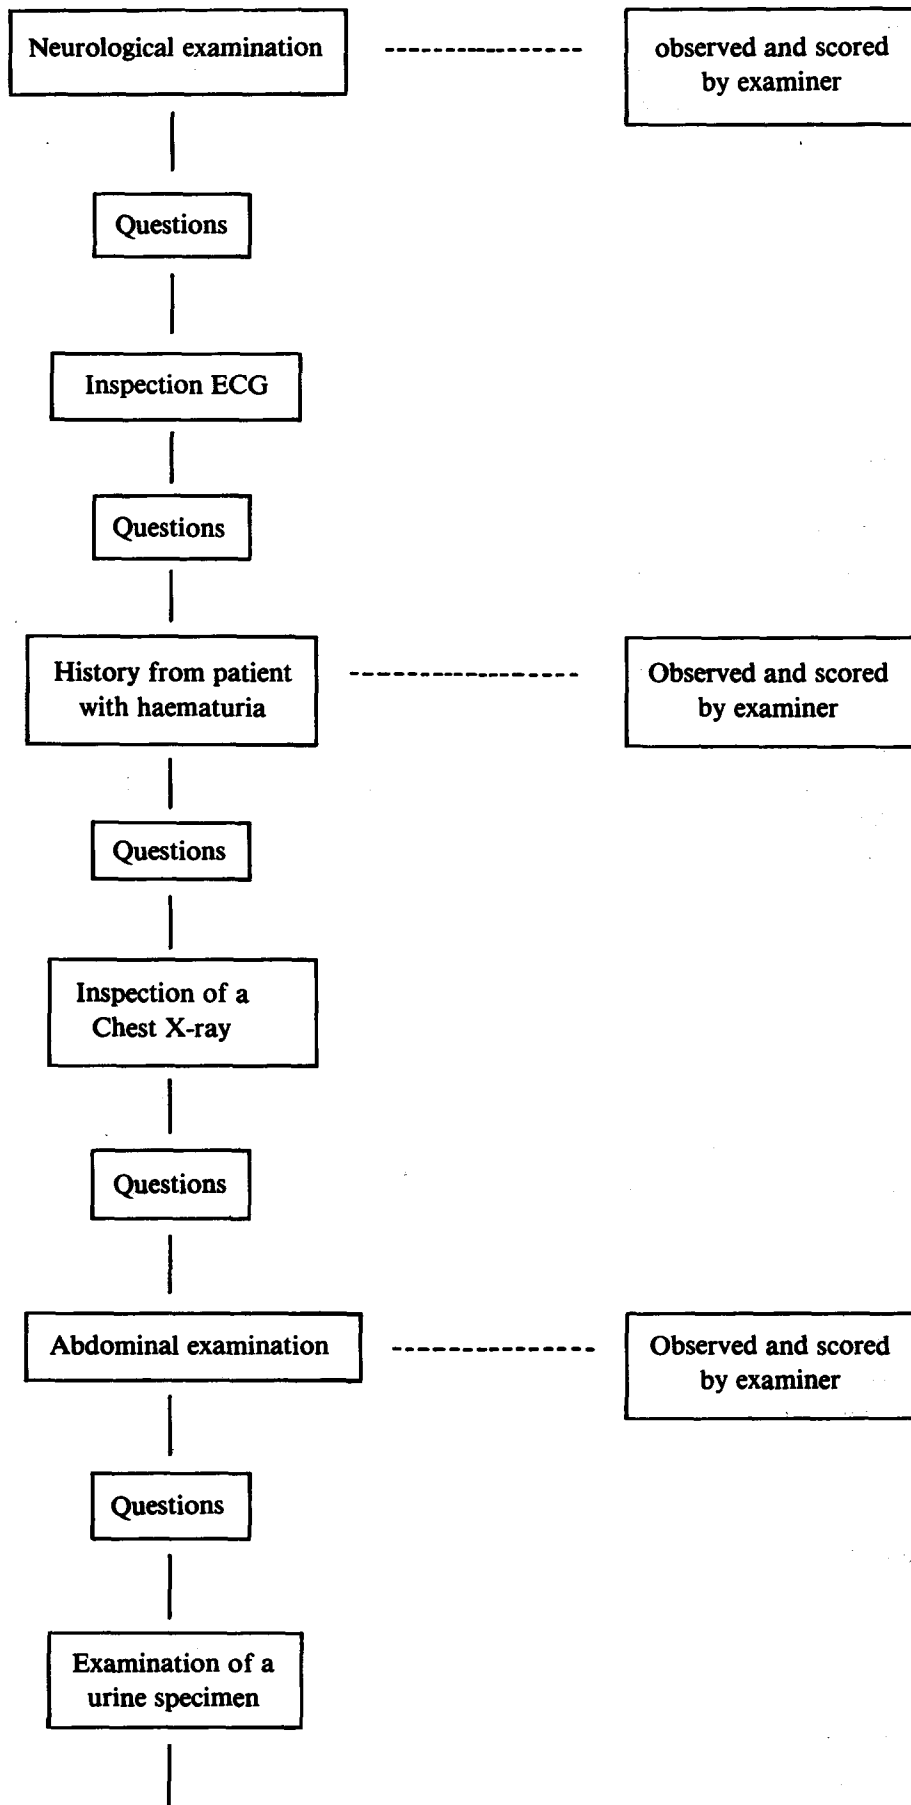 Neurological examination
observed and scored
by examiner
Questions
Inspection ECG
Questions
History from patient
with haematuria
Observed and scored
by examiner
Questions
Inspection of a
Chest X-ray
Questions
Abdominal examination
Observed and scored
by examiner
Questions
Examination of a
urine specimen